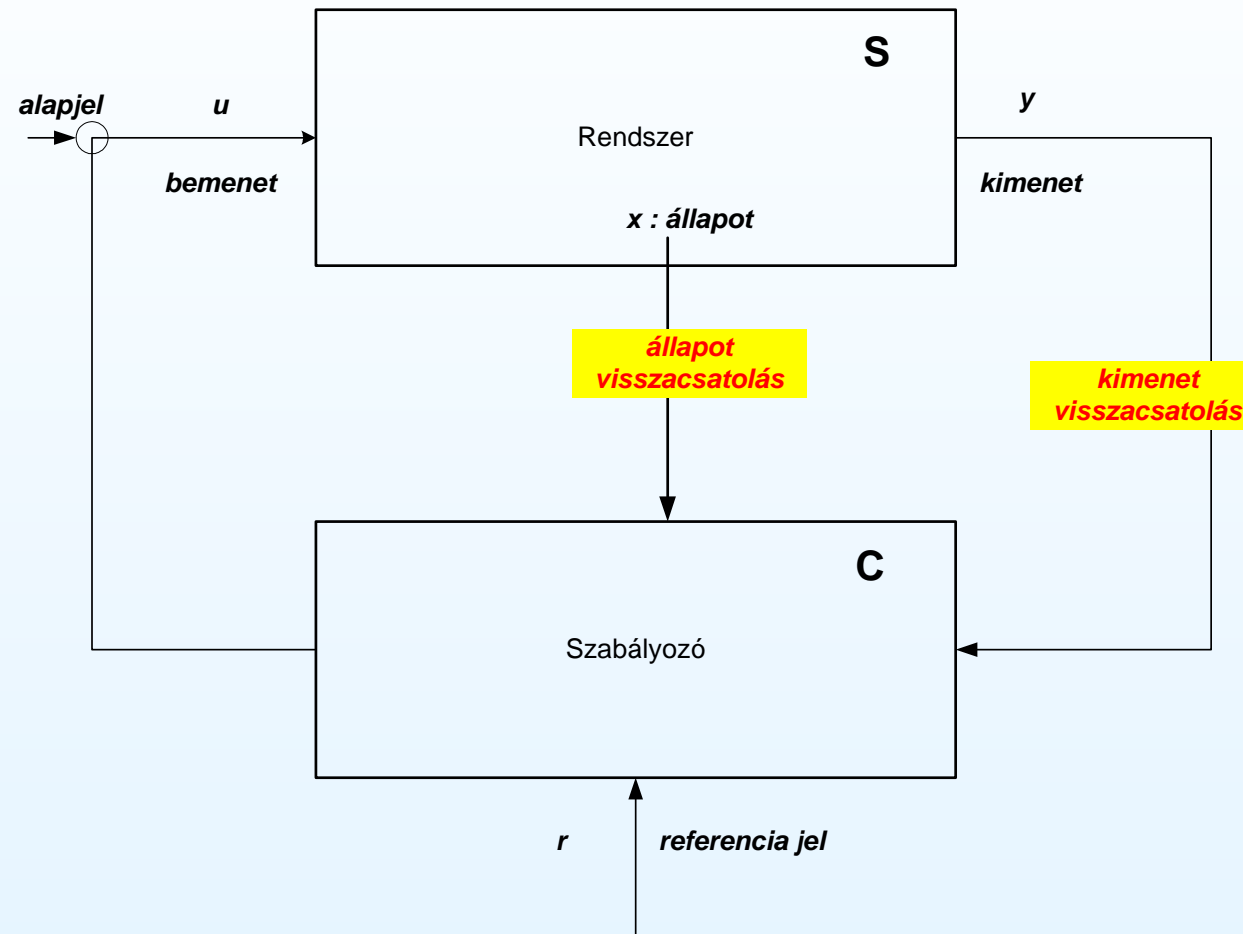 S
alapjel
u
y
Rendszer
bemenet
kimenet
x : állapot
állapot
visszacsatolás
kimenet
visszacsatolás
C
Szabályozó
r
referencia jel